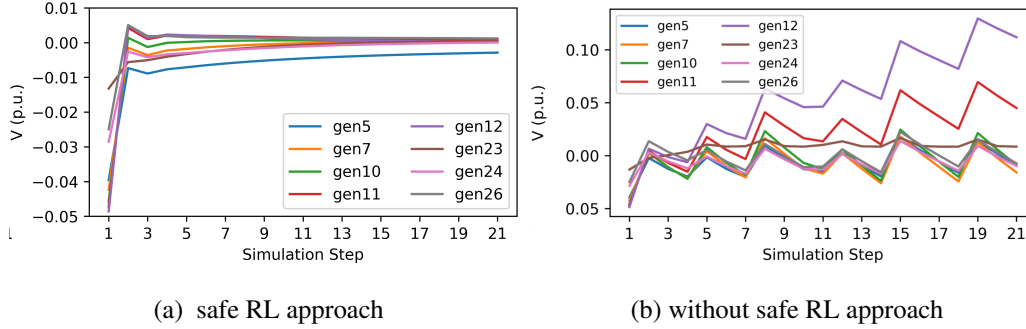 0.01
0.00
−0.01
−0.02
−0.03
−0.04
−0.05
V (p.u.)
1 3 5 7 9 11 13 15 17 19 21
Simulation Step
gen5 gen12
gen7 gen23
gen10 gen24
gen11 gen26
(a) safe RL approach
0.10
0.05
0.00
0.05
V (p.u.)
1 3 5 7 9 11 13 15 17 19 21
Simulation Step
gen5 gen12
gen7 gen23
gen10 gen24
gen11 gen26
(b) without safe RL approach